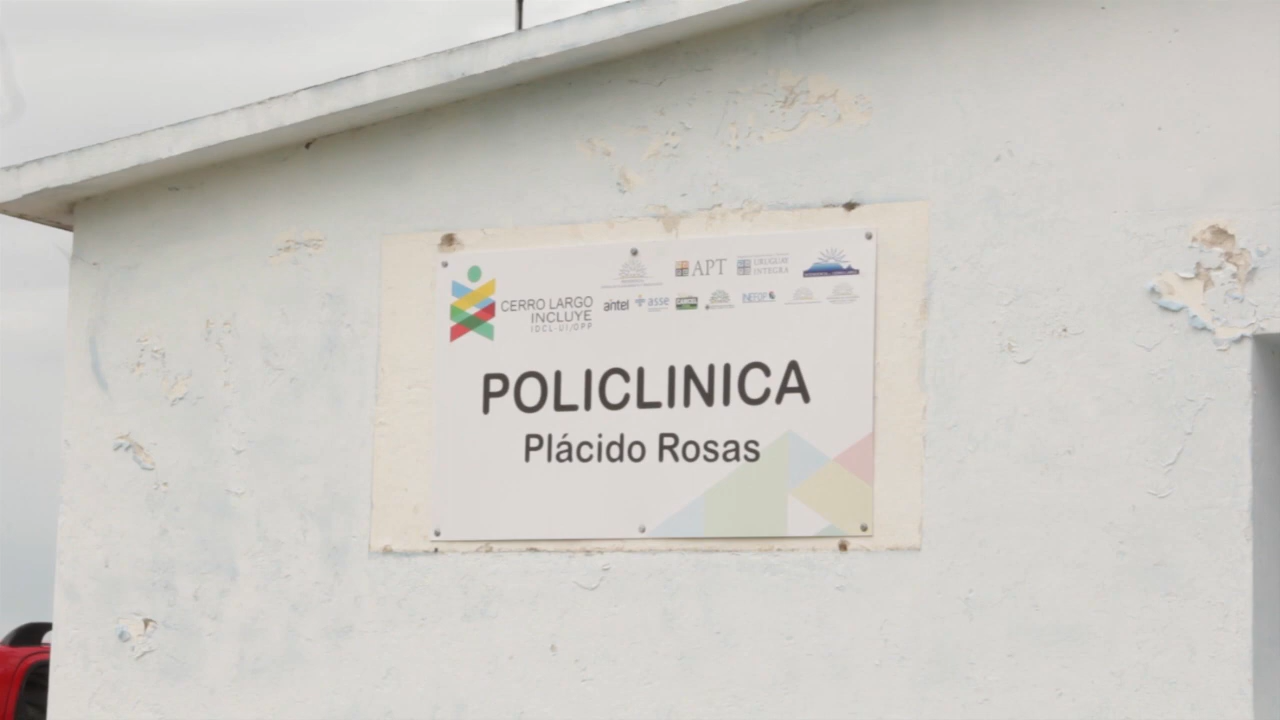 CERRO LARGO
INCLUYE
IDCL-UI/OPP
APT
URUGUAY
INTEGRA
antel
asse
INEFOP
POLICLINICA
Plácido Rosas